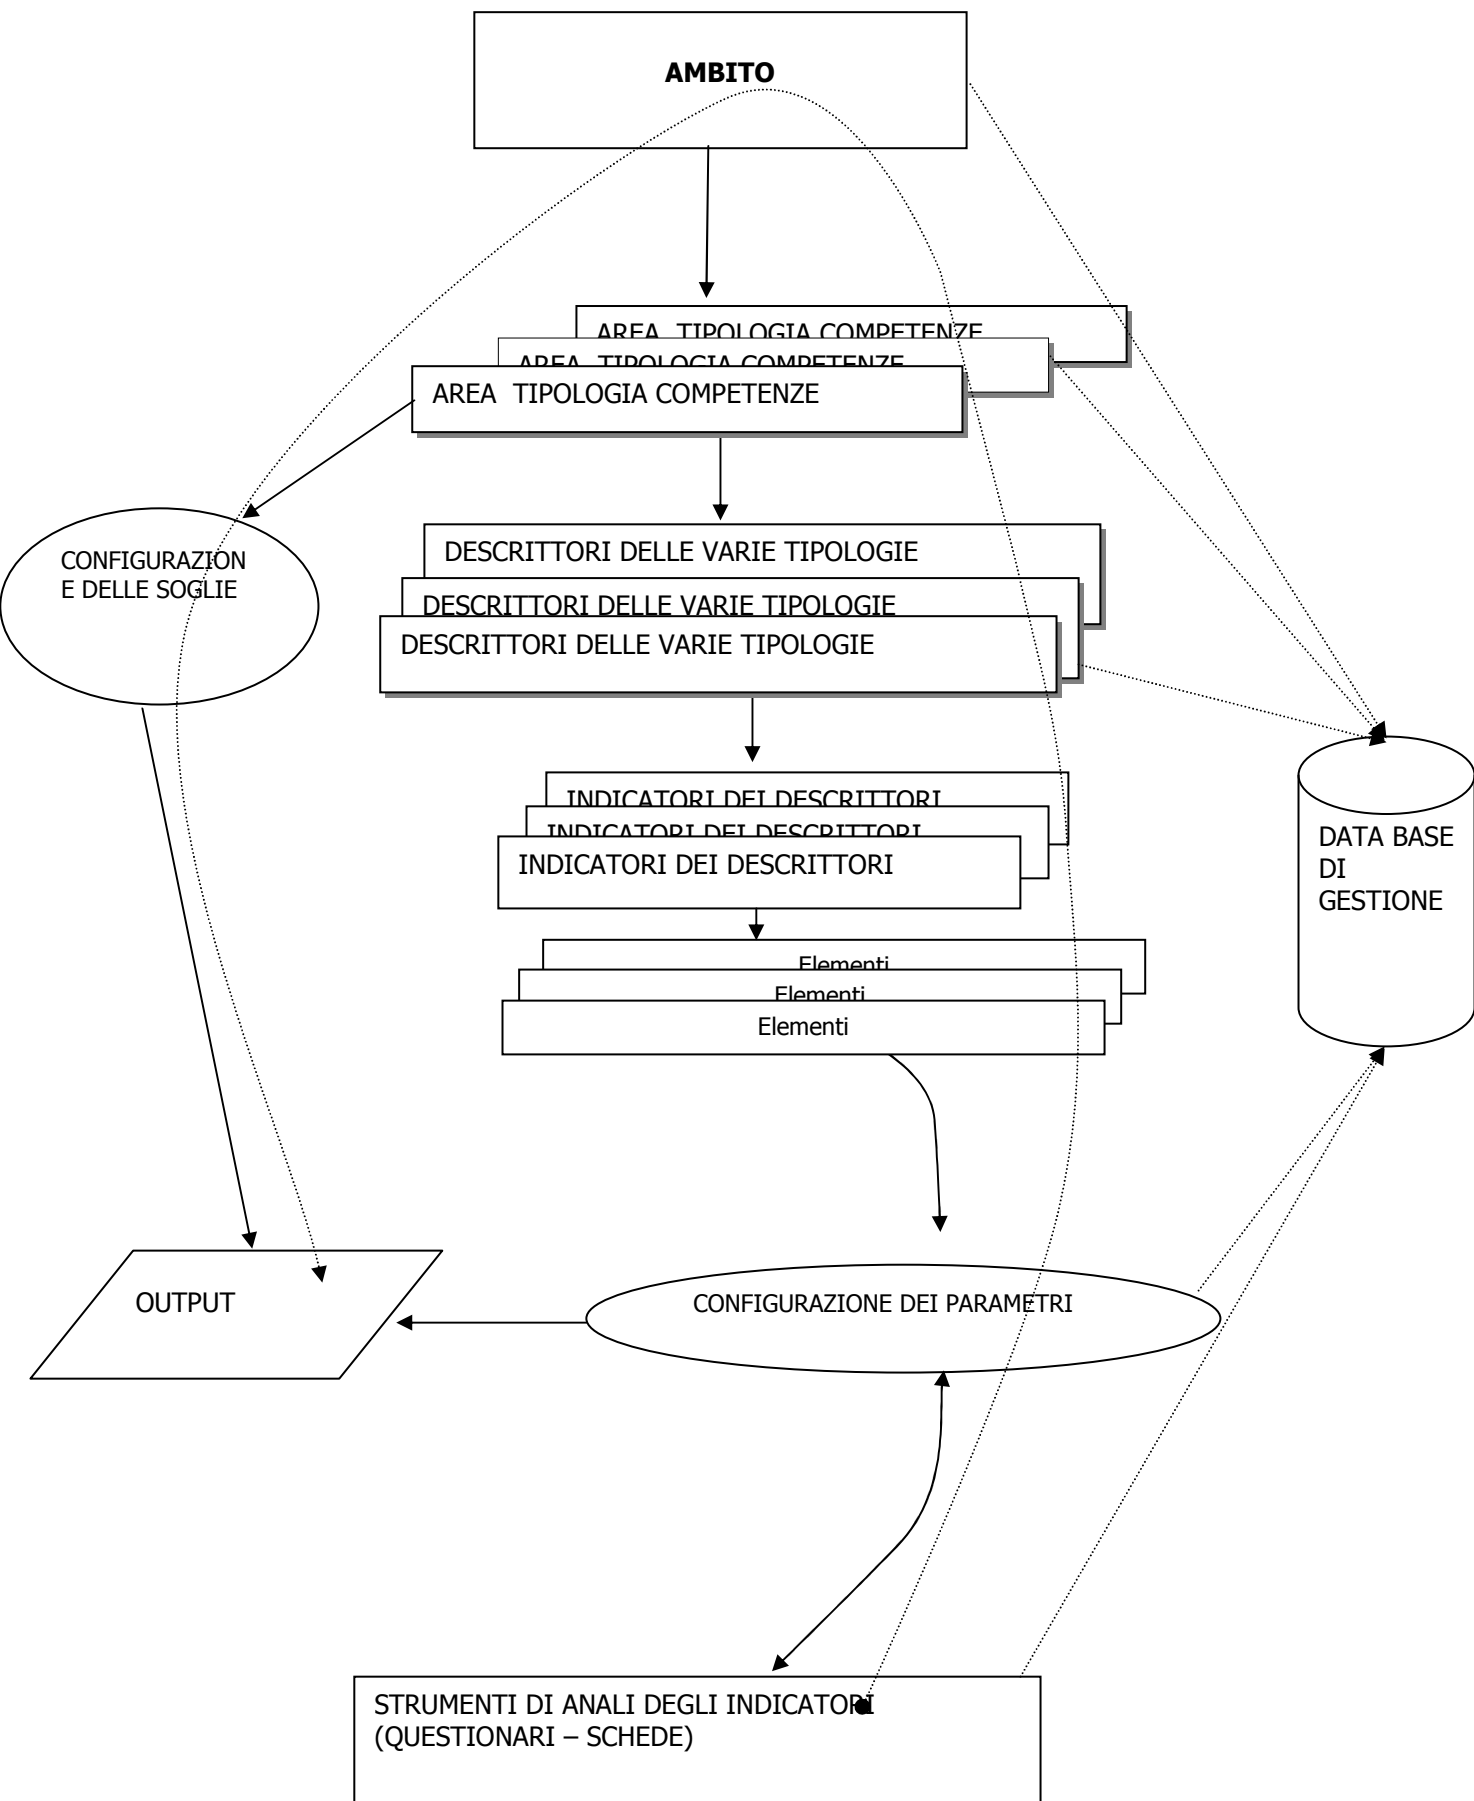 AMBITO
AREA TIPOLOGIA COMPETENZE
AREA TIPOLOGIA COMPETENZE
AREA TIPOLOGIA COMPETENZE
CONFIGURAZION
E DELLE SOGLIE
DESCRITTORI DELLE VARIE TIPOLOGIE
DESCRITTORI DELLE VARIE TIPOLOGIE
DESCRITTORI DELLE VARIE TIPOLOGIE
INDICATORI DEI DESCRITTORI
INDICATORI DEI DESCRITTORI
INDICATORI DEI DESCRITTORI
DATA BASE
DI
GESTIONE
Elementi
Elementi
Elementi
OUTPUT
CONFIGURAZIONE DEI PARAMETRI
STRUMENTI DI ANALI DEGLI INDICATORI
(QUESTIONARI – SCHEDE)